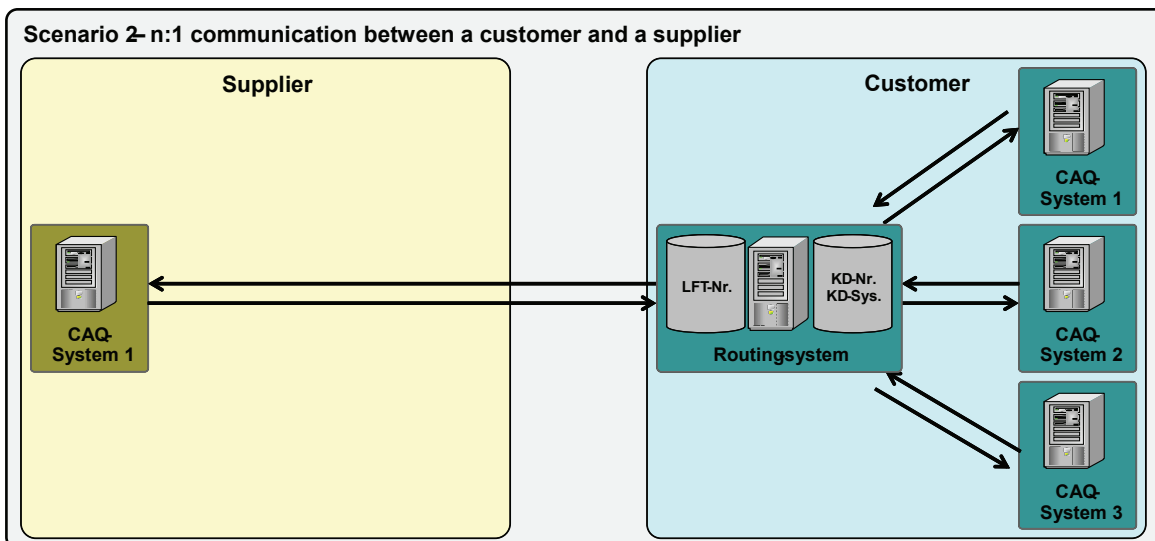 Scenario 2– n:1 communication between a customer and a supplier
Supplier
CAQ-
System 1
Customer
LFT-Nr.
KD-Nr.
KD-Sys.
Routingsystem
CAQ-
System 1
CAQ-
System 2
CAQ-
System 3